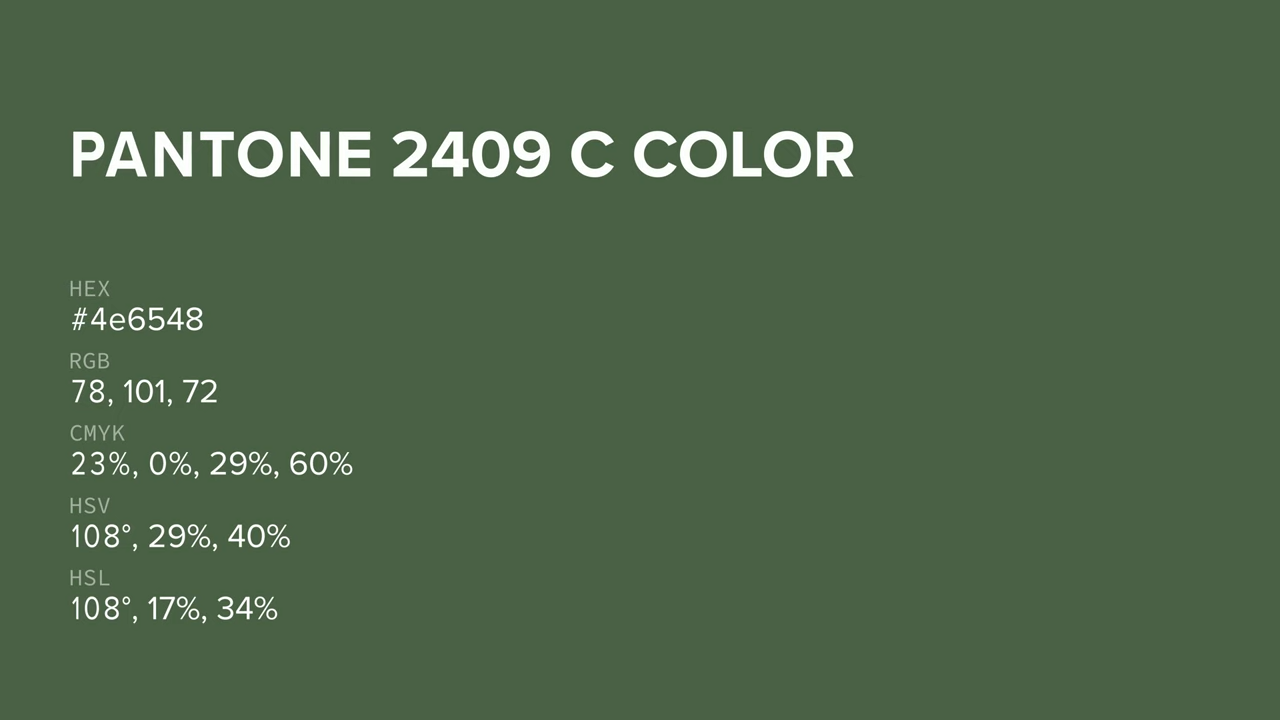 PANTONE 2409 C COLOR
HEX
#4e6548
RGB
78, 101, 72
CMYK
23%, 0%, 29%, 60%
HSV
108°, 29%, 40%
HSL
108°, 17%, 34%